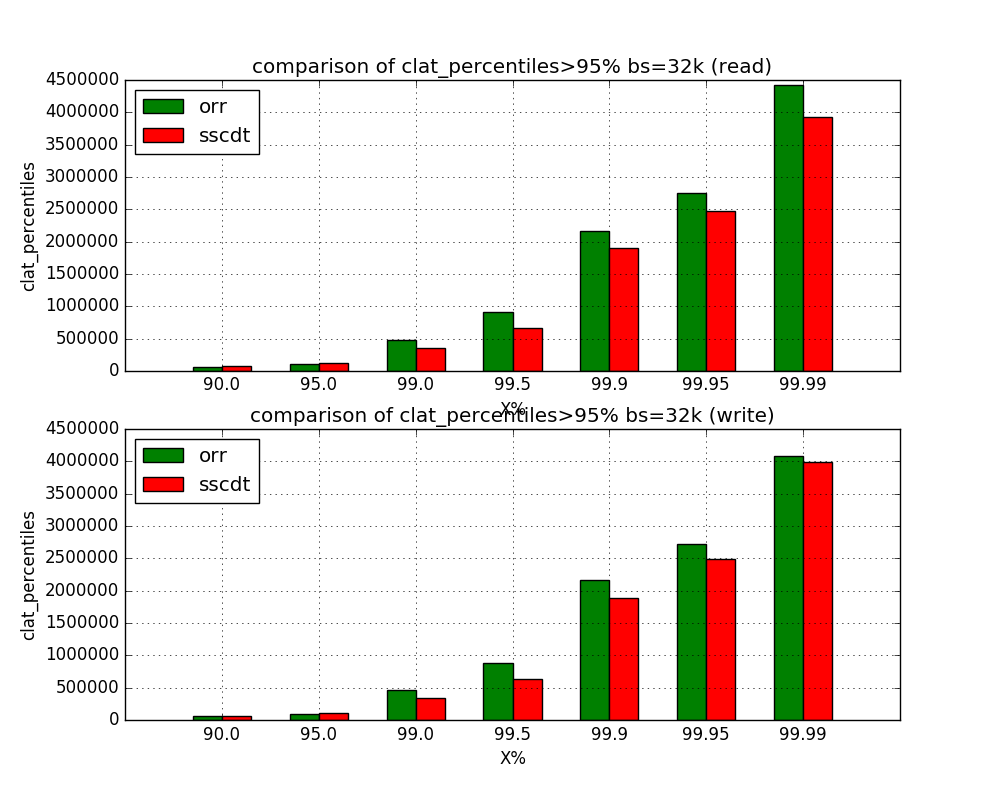 comparison of clat_percentiles>95% bs=32k (read)
clat_percentiles
4500000
4000000
3500000
3000000
2500000
2000000
1500000
1000000
500000
0
orr
sscdt
90.0 95.0 99.0 99.5 99.9 99.95 99.99
X%
comparison of clat_percentiles>95% bs=32k (write)
clat_percentiles
4500000
4000000
3500000
3000000
2500000
2000000
1500000
1000000
500000
0
orr
sscdt
90.0 95.0 99.0 99.5 99.9 99.95 99.99
X%